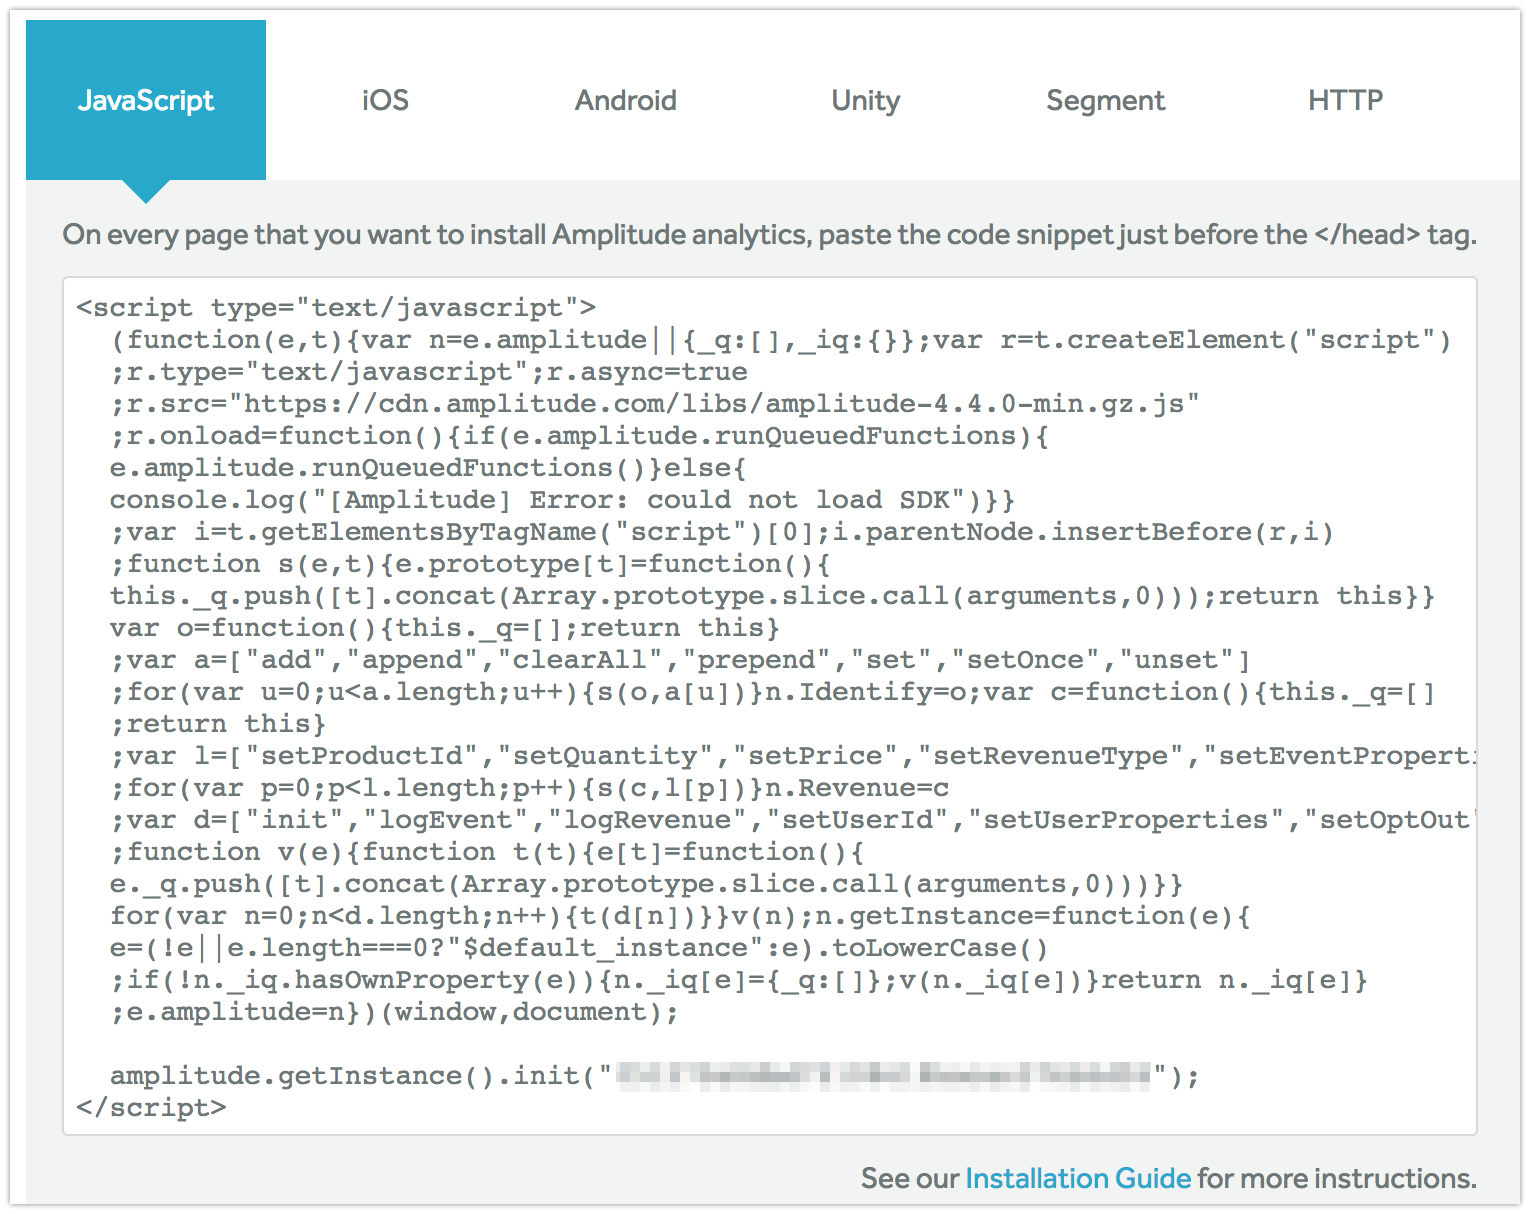 JavaScript iOS Android Unity Segment HTTP
On every page that you want to install Amplitude analytics, paste the code snippet just before the </head> tag.
<script type="text/javascript">
(function(e,t){var n=e.amplitude||{_q:[],_iq:{}};var r=t.createElement("script")
;r.type="text/javascript";r.async=true
;r.src="https://cdn.amplitude.com/libs/amplitude-4.4.0-min.gz.js"
;r.onload=function(){if(e.amplitude.runQueuedFunctions){
e.amplitude.runQueuedFunctions()}else{
console.log("[Amplitude] Error: could not load SDK")}}
;var i=t.getElementsByTagName("script")[0];i.parentNode.insertBefore(r,i)
;function s(e,t){e.prototype[t]=function(){
this._q.push([t].concat(Array.prototype.slice.call(arguments,0)));return this}}
var o=function(){this._q=[];return this}
;var a=["add","append","clearAll","prepend","set","setOnce","unset"]
;for(var u=0;u<a.length;u++){s(o,a[u])}n.Identify=o;var c=function(){this._q=[]
;return this}
;var l=["setProductId","setQuantity","setPrice","setRevenueType","setEventProperti
;for(var p=0;p<l.length;p++){s(c,l[p])}n.Revenue=c
;var d=["init","logEvent","logRevenue","setUserId","setUserProperties","setOptOut"
;function v(e){function t(t){e[t]=function(){
e._q.push([t].concat(Array.prototype.slice.call(arguments,0)))}}
for(var n=0;n<d.length;n++){t(d[n])}}v(n);n.getInstance=function(e){
e=(!e||e.length===0?"$default_instance":e).toLowerCase()
;if(!n._iq.hasOwnProperty(e)){n._iq[e]={_q:[]};v(n._iq[e])}return n._iq[e]}
;e.amplitude=n})(window,document);
amplitude.getInstance().init("");
</script>
See our Installation Guide for more instructions.